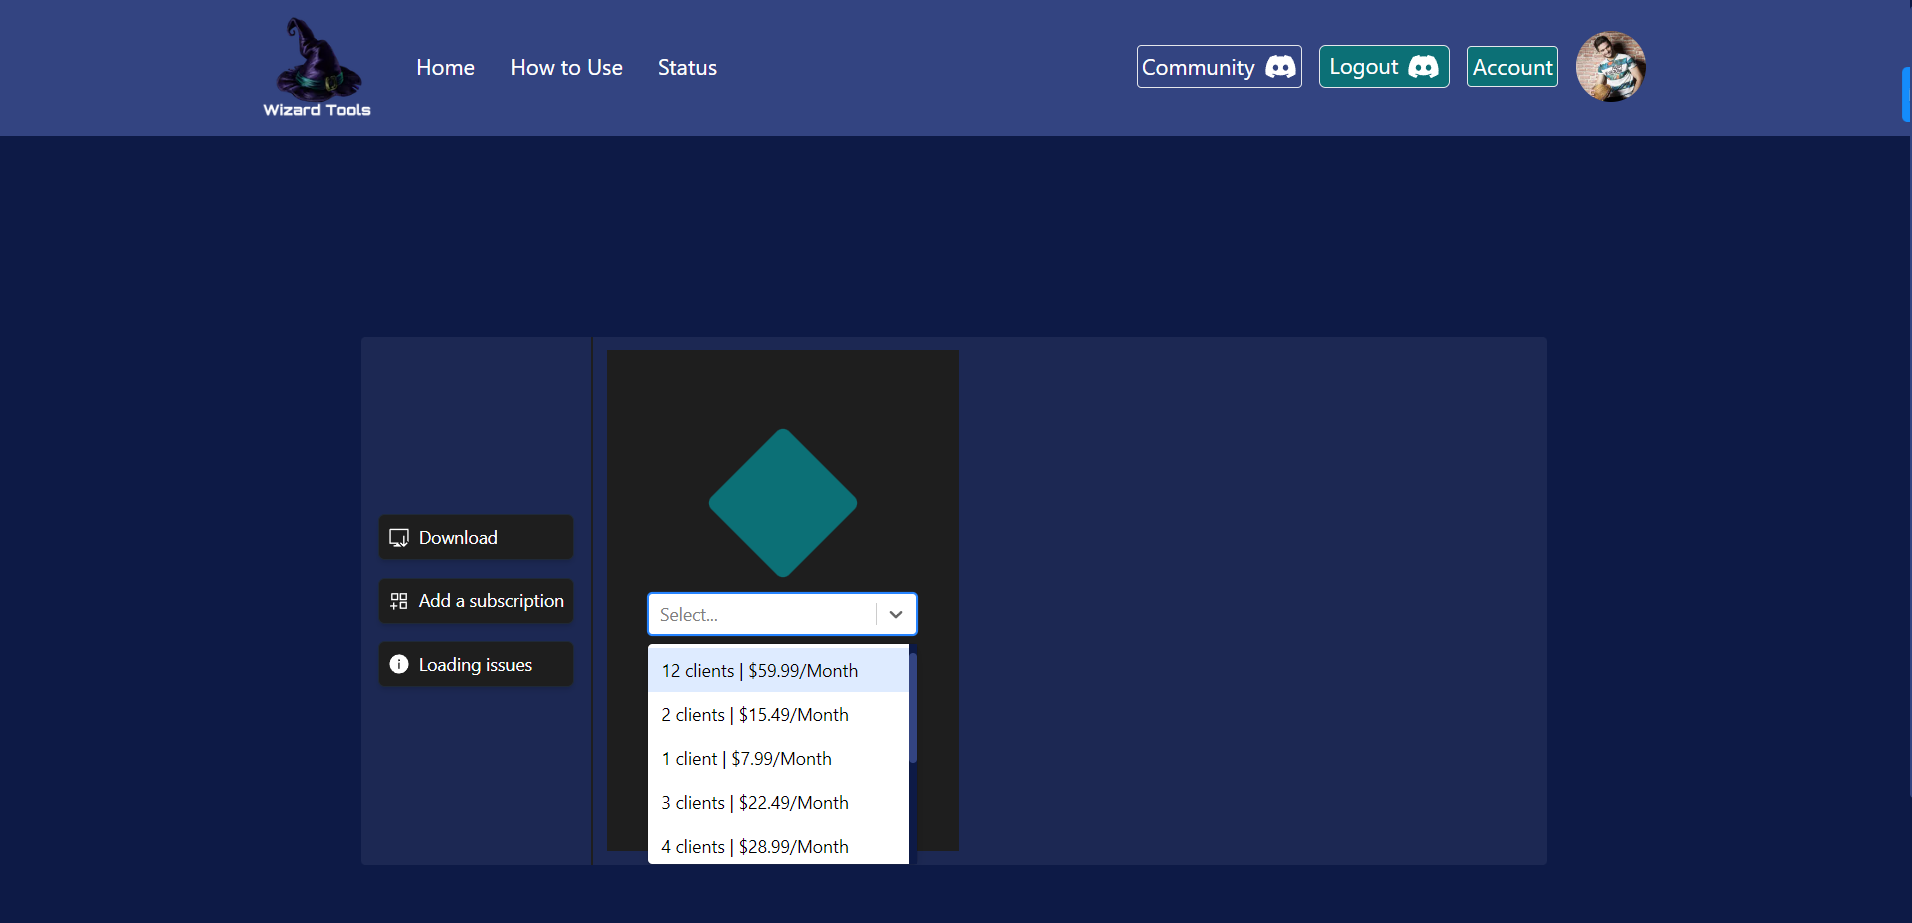 Wizard Tools
Home
How to Use
Status
Community
Logout
Account
Download
Add a subscription
Loading issues
Select...
12 clients | $59.99/Month
2 clients | $15.49/Month
1 client | $7.99/Month
3 clients | $22.49/Month
4 clients | $28.99/Month